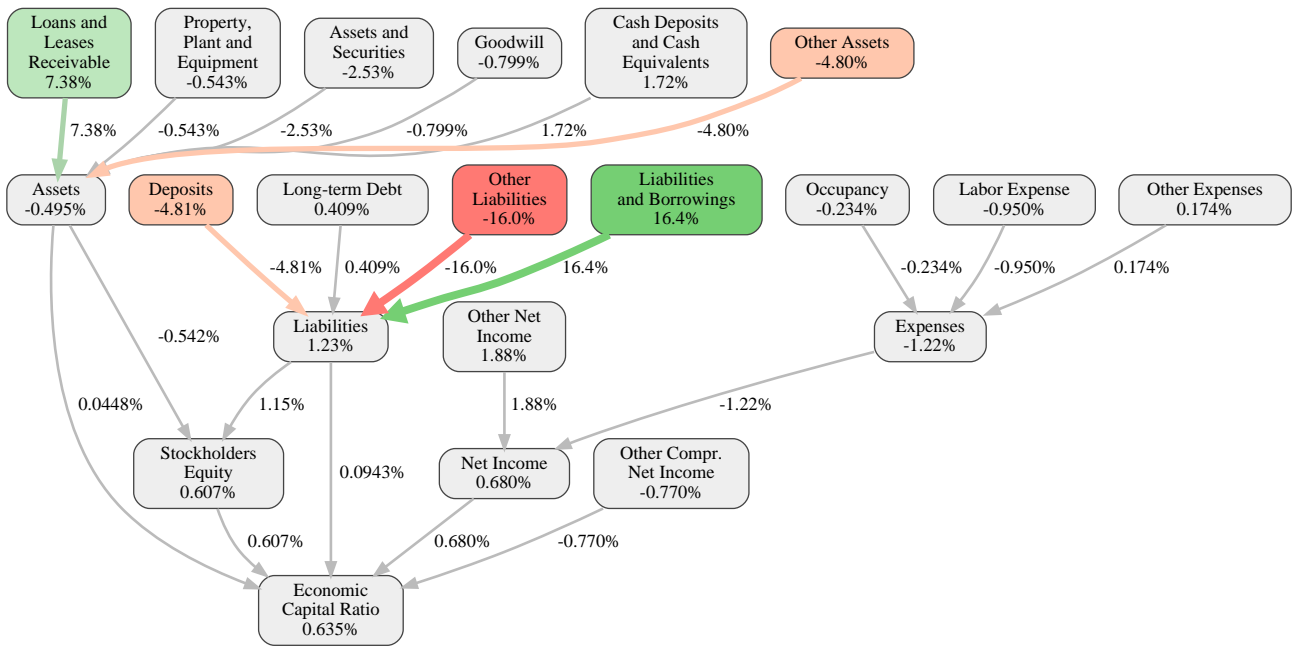 Loans and
Leases
Receivable
7.38%
Property,
Plant and
Equipment
-0.543%
Assets and
Securities
-2.53%
Goodwill
-0.799%
Cash Deposits
and Cash
Equivalents
1.72%
Other Assets
-4.80%
7.38%
-0.543%
-2.53%
-0.799%
1.72%
-4.80%
Assets
-0.495%
Deposits
-4.81%
Long-term Debt
0.409%
Other
Liabilities
-16.0%
Liabilities
and Borrowings
16.4%
Occupancy
-0.234%
Labor Expense
-0.950%
Other Expenses
0.174%
-4.81%
0.409%
-16.0%
16.4%
-0.234%
-0.950%
0.174%
Liabilities
1.23%
Other Net
Income
1.88%
Expenses
-1.22%
-0.542%
0.0448%
1.15%
1.88%
-1.22%
Stockholders
Equity
0.607%
0.0943%
Net Income
0.680%
Other Compr.
Net Income
-0.770%
0.607%
0.680%
-0.770%
Economic
Capital Ratio
0.635%